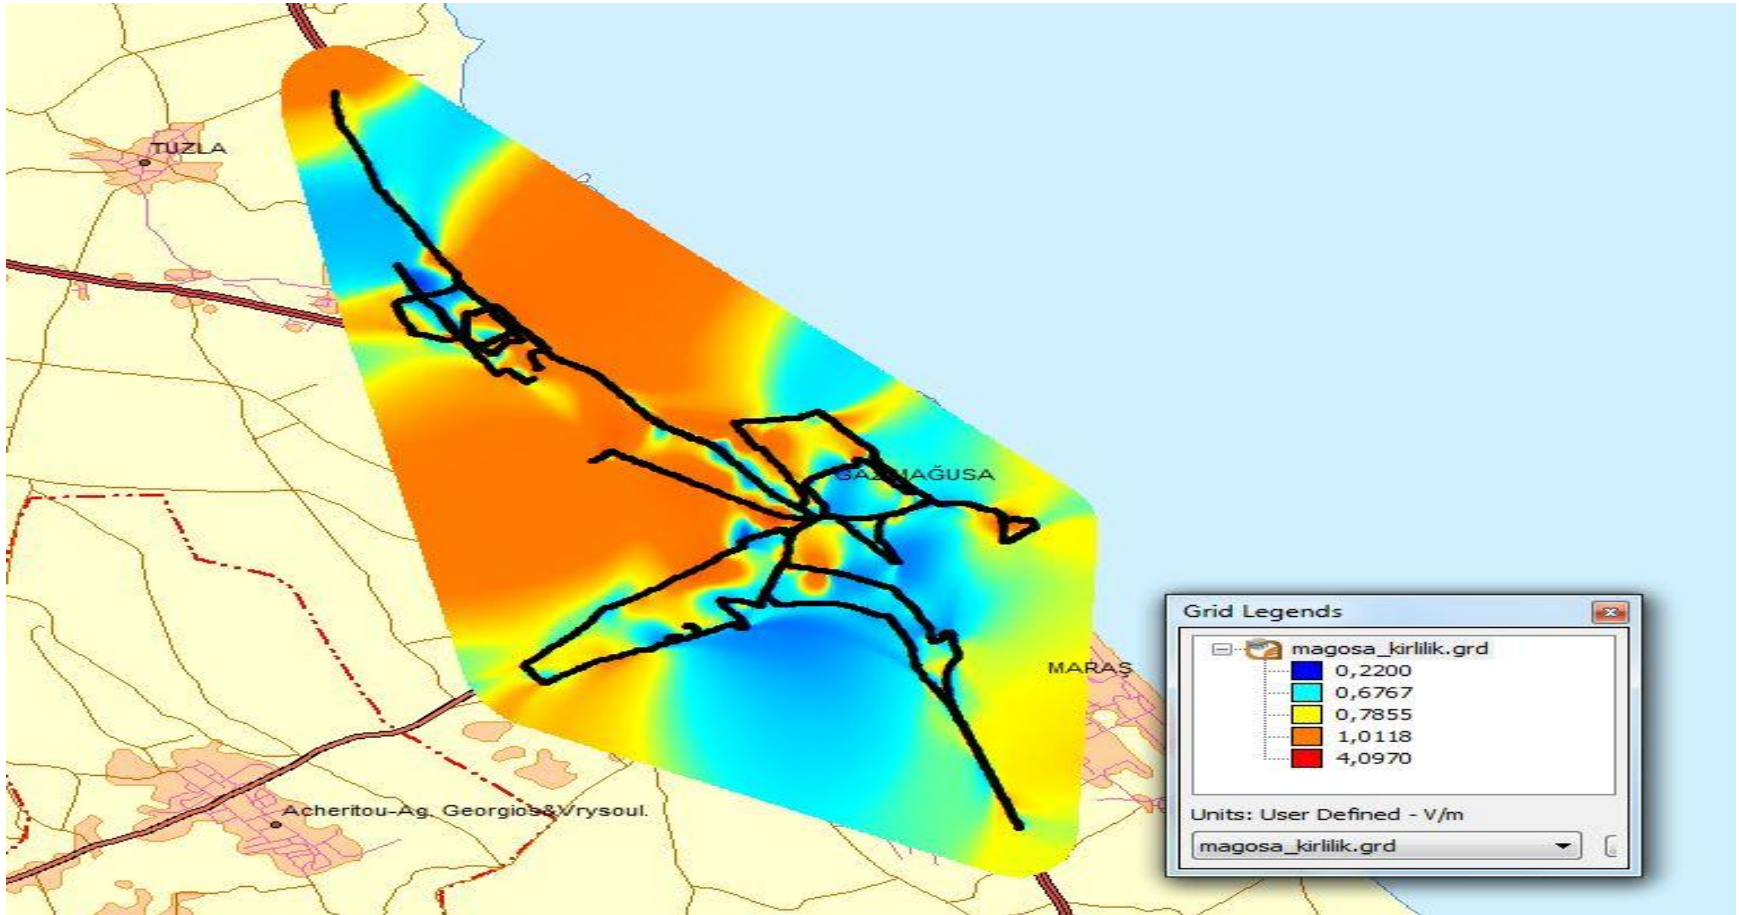 TUZLA
GAZİMAĞUSA
MARAŞ
Acheritou-Ag. Georgios&Vrysoul.
Grid Legends
magosa_kirlilik.grd
0,2200
0,6767
0,7855
1,0118
4,0970
Units: User Defined - V/m
magosa_kirlilik.grd